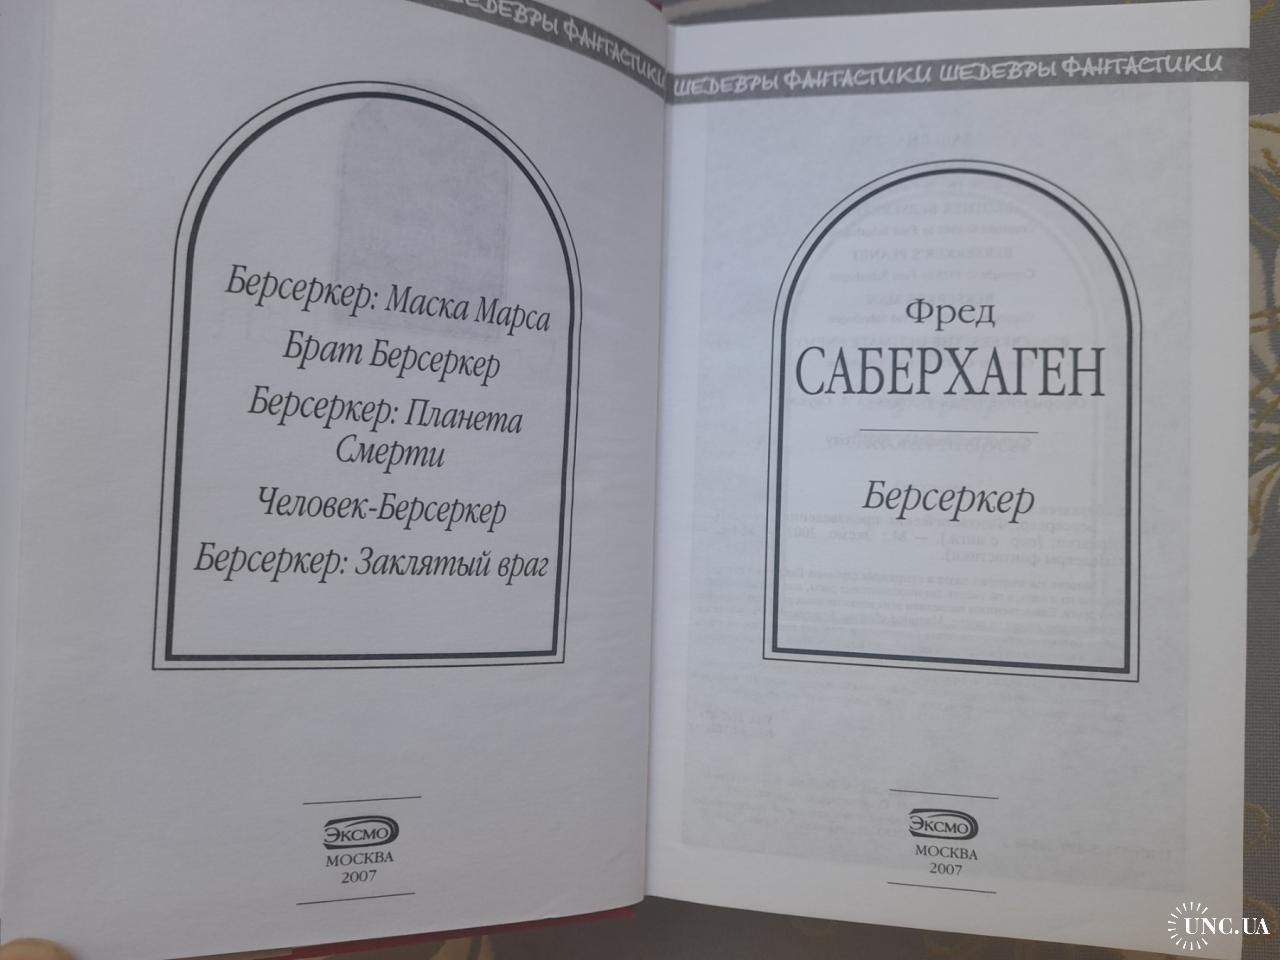 ШЕДЕВРЫ ФАНТАСТИКИ
Берсеркер: Маска Марса
Брат Берсеркер
Берсеркер: Планета
Смерти
Человек-Берсеркер
Берсеркер: Заклятый враг
ЭКСМО
МОСКВА
2007
ШЕДЕВРЫ ФАНТАСТИКИ ШЕДЕВРЫ ФАНТАСТИКИ
Фред
САБЕРХАГЕН
Берсеркер
ЭКСМО
МОСКВА
2007
UNC.UA